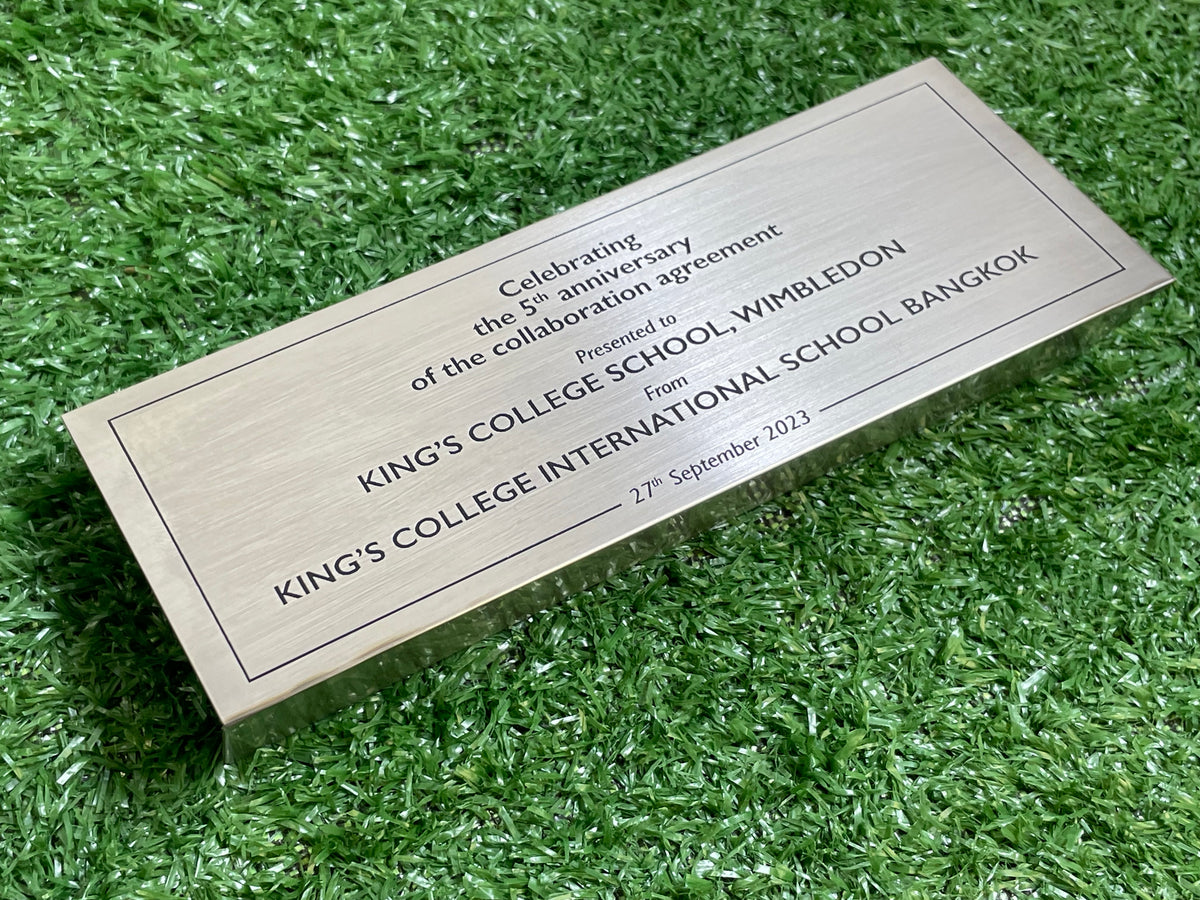 Celebrating
the 5th anniversary
of the collaboration agreement
Presented to
KING'S COLLEGE SCHOOL, WIMBLEDON
From
KING'S COLLEGE INTERNATIONAL SCHOOL BANGKOK
27th September 2023